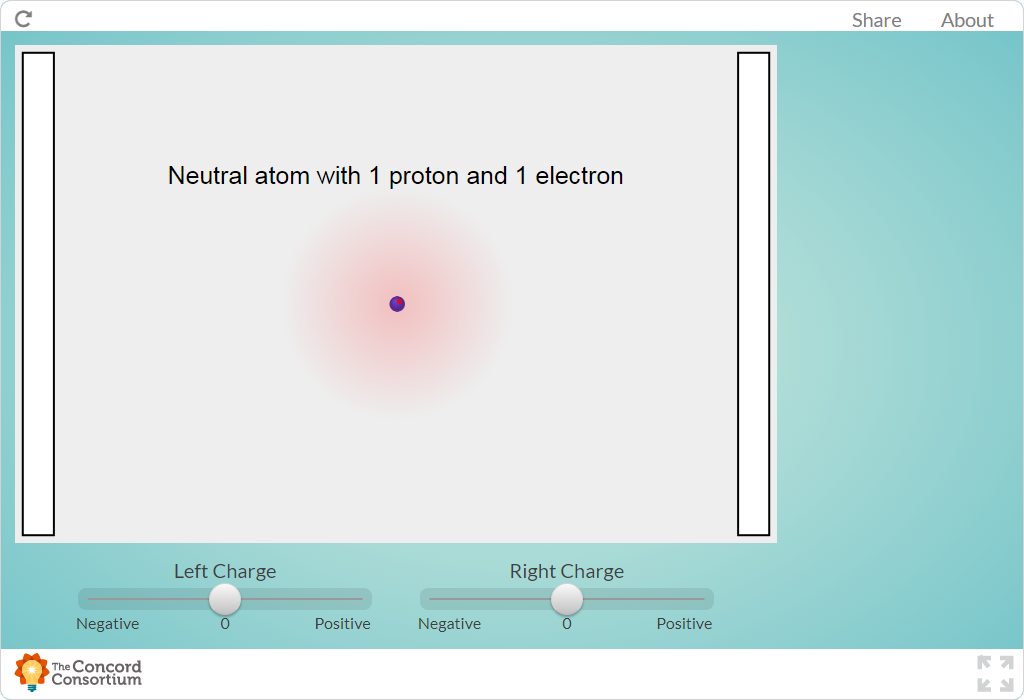 Share About
Neutral atom with 1 proton and 1 electron
Left Charge Right Charge
Negative 0 Positive Negative 0 Positive
The Concord
Consortium